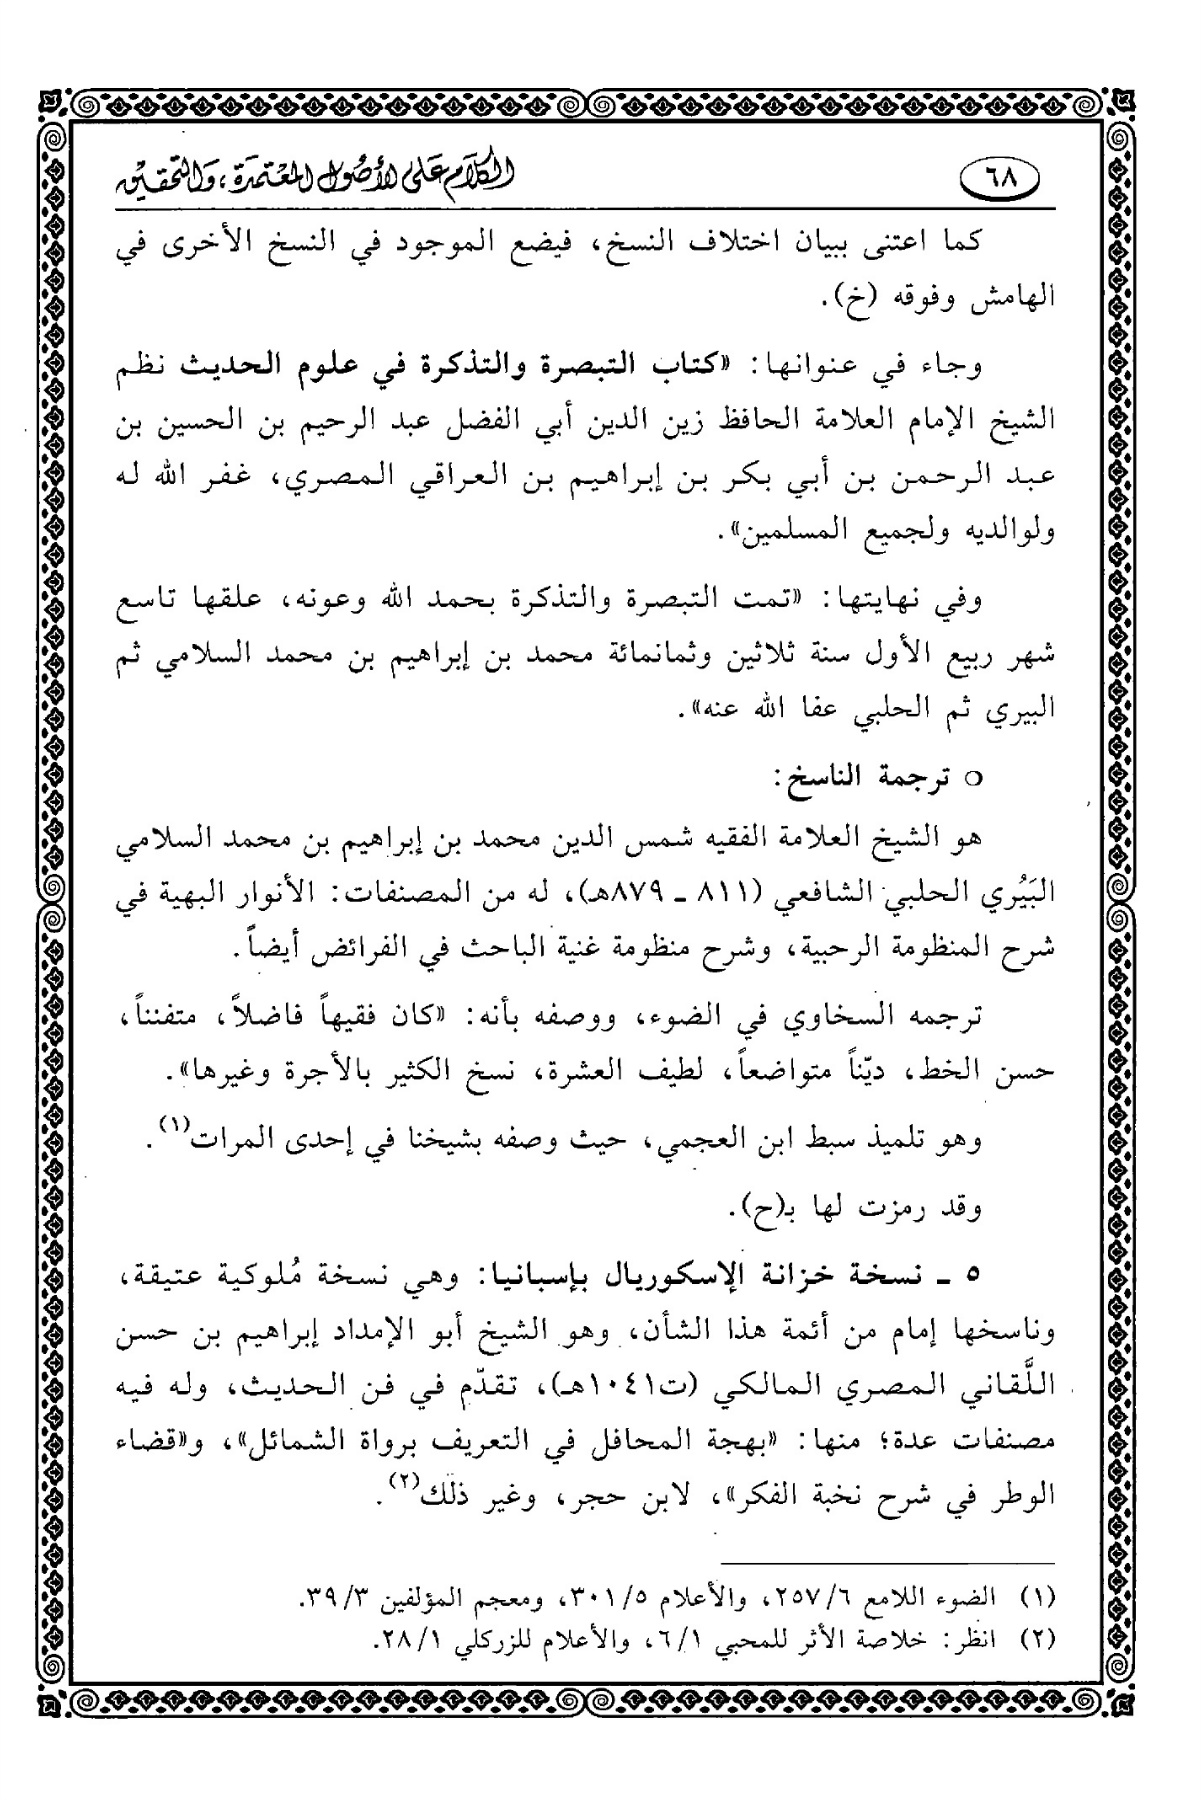 ٦٨
الكلام على الأصول المعتمدة، والتحقيق
كما اعتنى ببيان اختلاف النسخ، فيضع الموجود في النسخ الأخرى في
الهامش وفوقه (خ).
وجاء في عنوانها: «كتاب التبصرة والتذكرة في علوم الحديث نظم
الشيخ الإمام العلامة الحافظ زين الدين أبي الفضل عبد الرحيم بن الحسين بن
عبد الرحمن بن أبي بكر بن إبراهيم بن العراقي المصري، غفر الله له
ولوالديه ولجميع المسلمين».
وفي نهايتها: «تمت التبصرة والتذكرة بحمد الله وعونه، علقها تاسع
شهر ربيع الأول سنة ثلاثين وثمانمائة محمد بن إبراهيم بن محمد السلامي ثم
البيري ثم الحلبي عفا الله عنه».
○ ترجمة الناسخ:
هو الشيخ العلامة الفقيه شمس الدين محمد بن إبراهيم بن محمد السلامي
البَيُري الحلبي الشافعي (٨١١ ـ ٨٧٩هـ)، له من المصنفات: الأنوار البهية في
شرح المنظومة الرحبية، وشرح منظومة غنية الباحث في الفرائض أيضاً.
ترجمه السخاوي في الضوء، ووصفه بأنه: «كان فقيهاً فاضلاً، متفنناً،
حسن الخط، ديّناً متواضعاً، لطيف العشرة، نسخ الكثير بالأجرة وغيرها».
وهو تلميذ سبط ابن العجمي، حيث وصفه بشيخنا في إحدى المرات(١).
وقد رمزت لها بـ(ح).
٥ ـ نسخة خزانة الإسكوريال بإسبانيا: وهي نسخة مُلوكية عتيقة،
وناسخها إمام من أئمة هذا الشأن، وهو الشيخ أبو الإمداد إبراهيم بن حسن
اللَّقاني المصري المالكي (ت١٠٤١هـ)، تقدّم في فن الحديث، وله فيه
مصنفات عدة؛ منها: «بهجة المحافل في التعريف برواة الشمائل»، و«قضاء
الوطر في شرح نخبة الفكر»، لابن حجر، وغير ذلك(٢).
(١) الضوء اللامع ٢٥٧/٦، والأعلام ٣٠١/٥، ومعجم المؤلفين ٣٩/٣.
(٢) انظر: خلاصة الأثر للمحبي ٦/١، والأعلام للزركلي ٢٨/١.